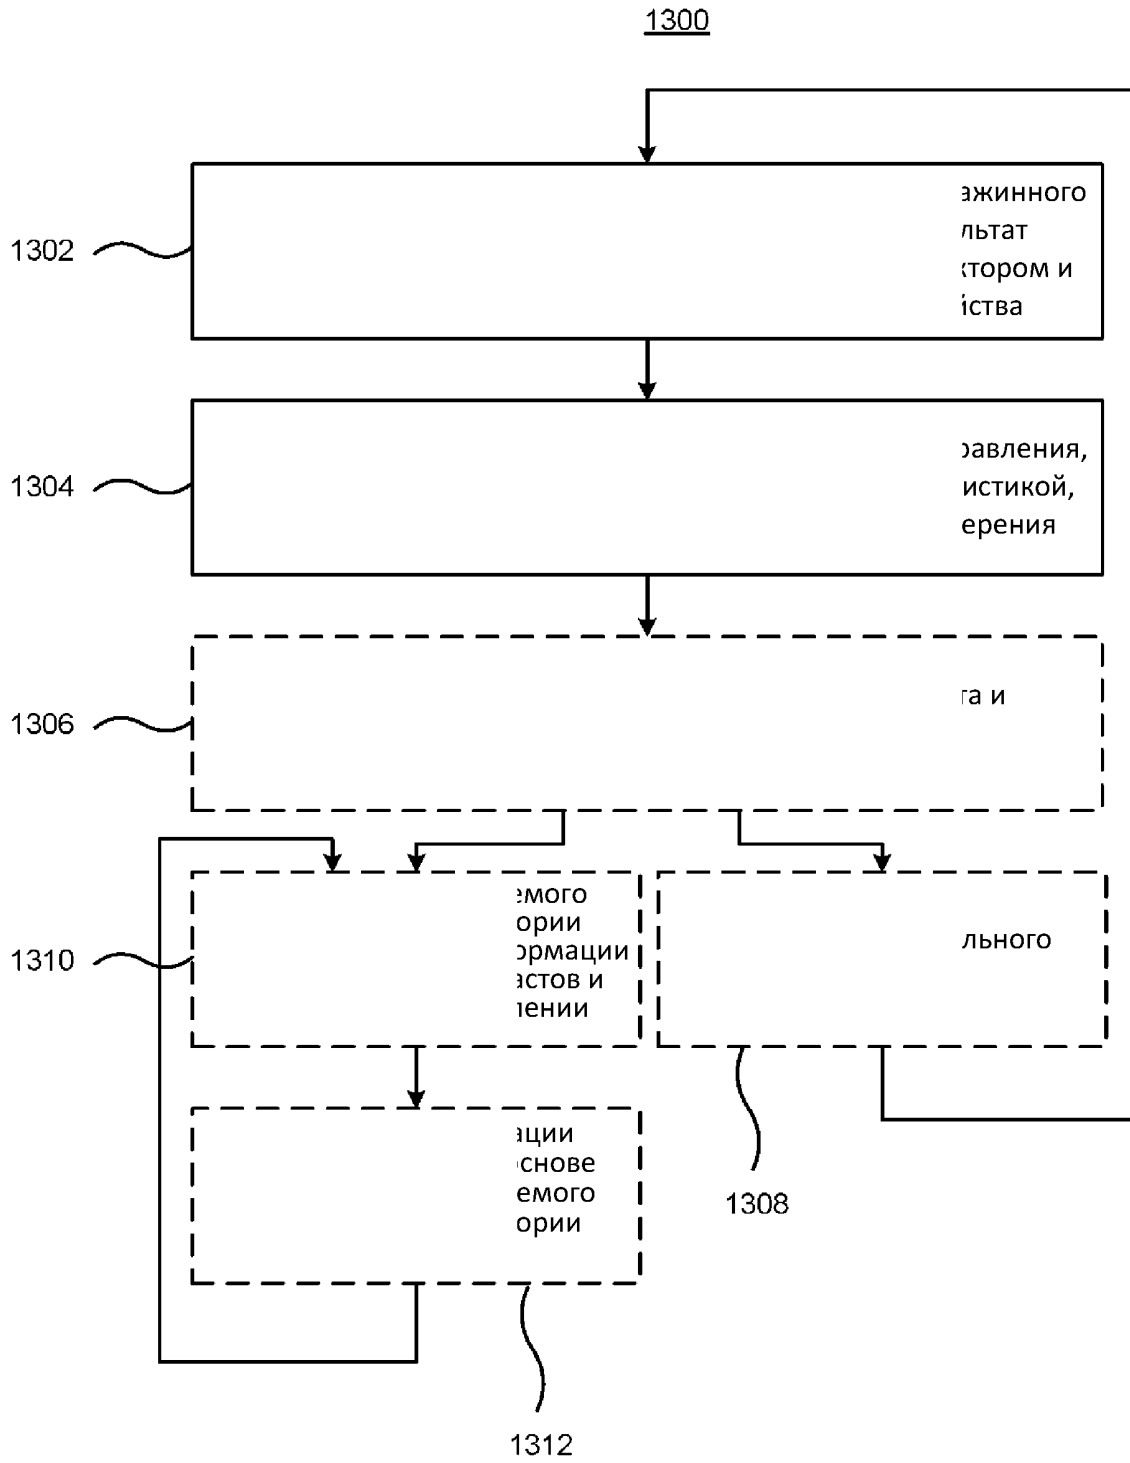 1300
ажинного
1302
льтат
ктором и
йства
равления,
1304
истикой,
ерения
1306
та и
емого
ории
1310
ормации
астов и
лении
льного
ации
основе
емого
ории
1308
1312